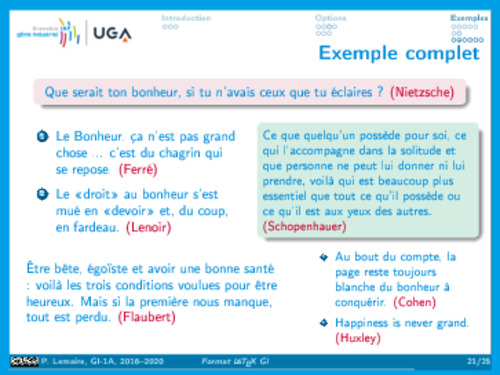 Grenoble INP
génie industriel
UGA
Introduction
Options
Exemples
Exemple complet
Que serait ton bonheur, si tu n'avais ceux que tu éclaires ? (Nietzsche)
1 Le Bonheur, ça n'est pas grand
chose ... c'est du chagrin qui
se repose. (Ferré)
2 Le «droit» au bonheur s'est
mué en «devoir» et, du coup,
en fardeau. (Lenoir)
Ce que quelqu'un possède pour soi, ce
qui l'accompagne dans la solitude et
que personne ne peut lui donner ni lui
prendre, voilà qui est beaucoup plus
essentiel que tout ce qu'il possède ou
ce qu'il est aux yeux des autres.
(Schopenhauer)
Être bête, égoïste et avoir une bonne santé
: voilà les trois conditions voulues pour être
heureux. Mais si la première nous manque,
tout est perdu. (Flaubert)
Au bout du compte, la
page reste toujours
blanche du bonheur à
conquérir. (Cohen)
Happiness is never grand.
(Huxley)
P. Lemaire, GI-1A, 2016–2020
Format LATEX GI
21/25